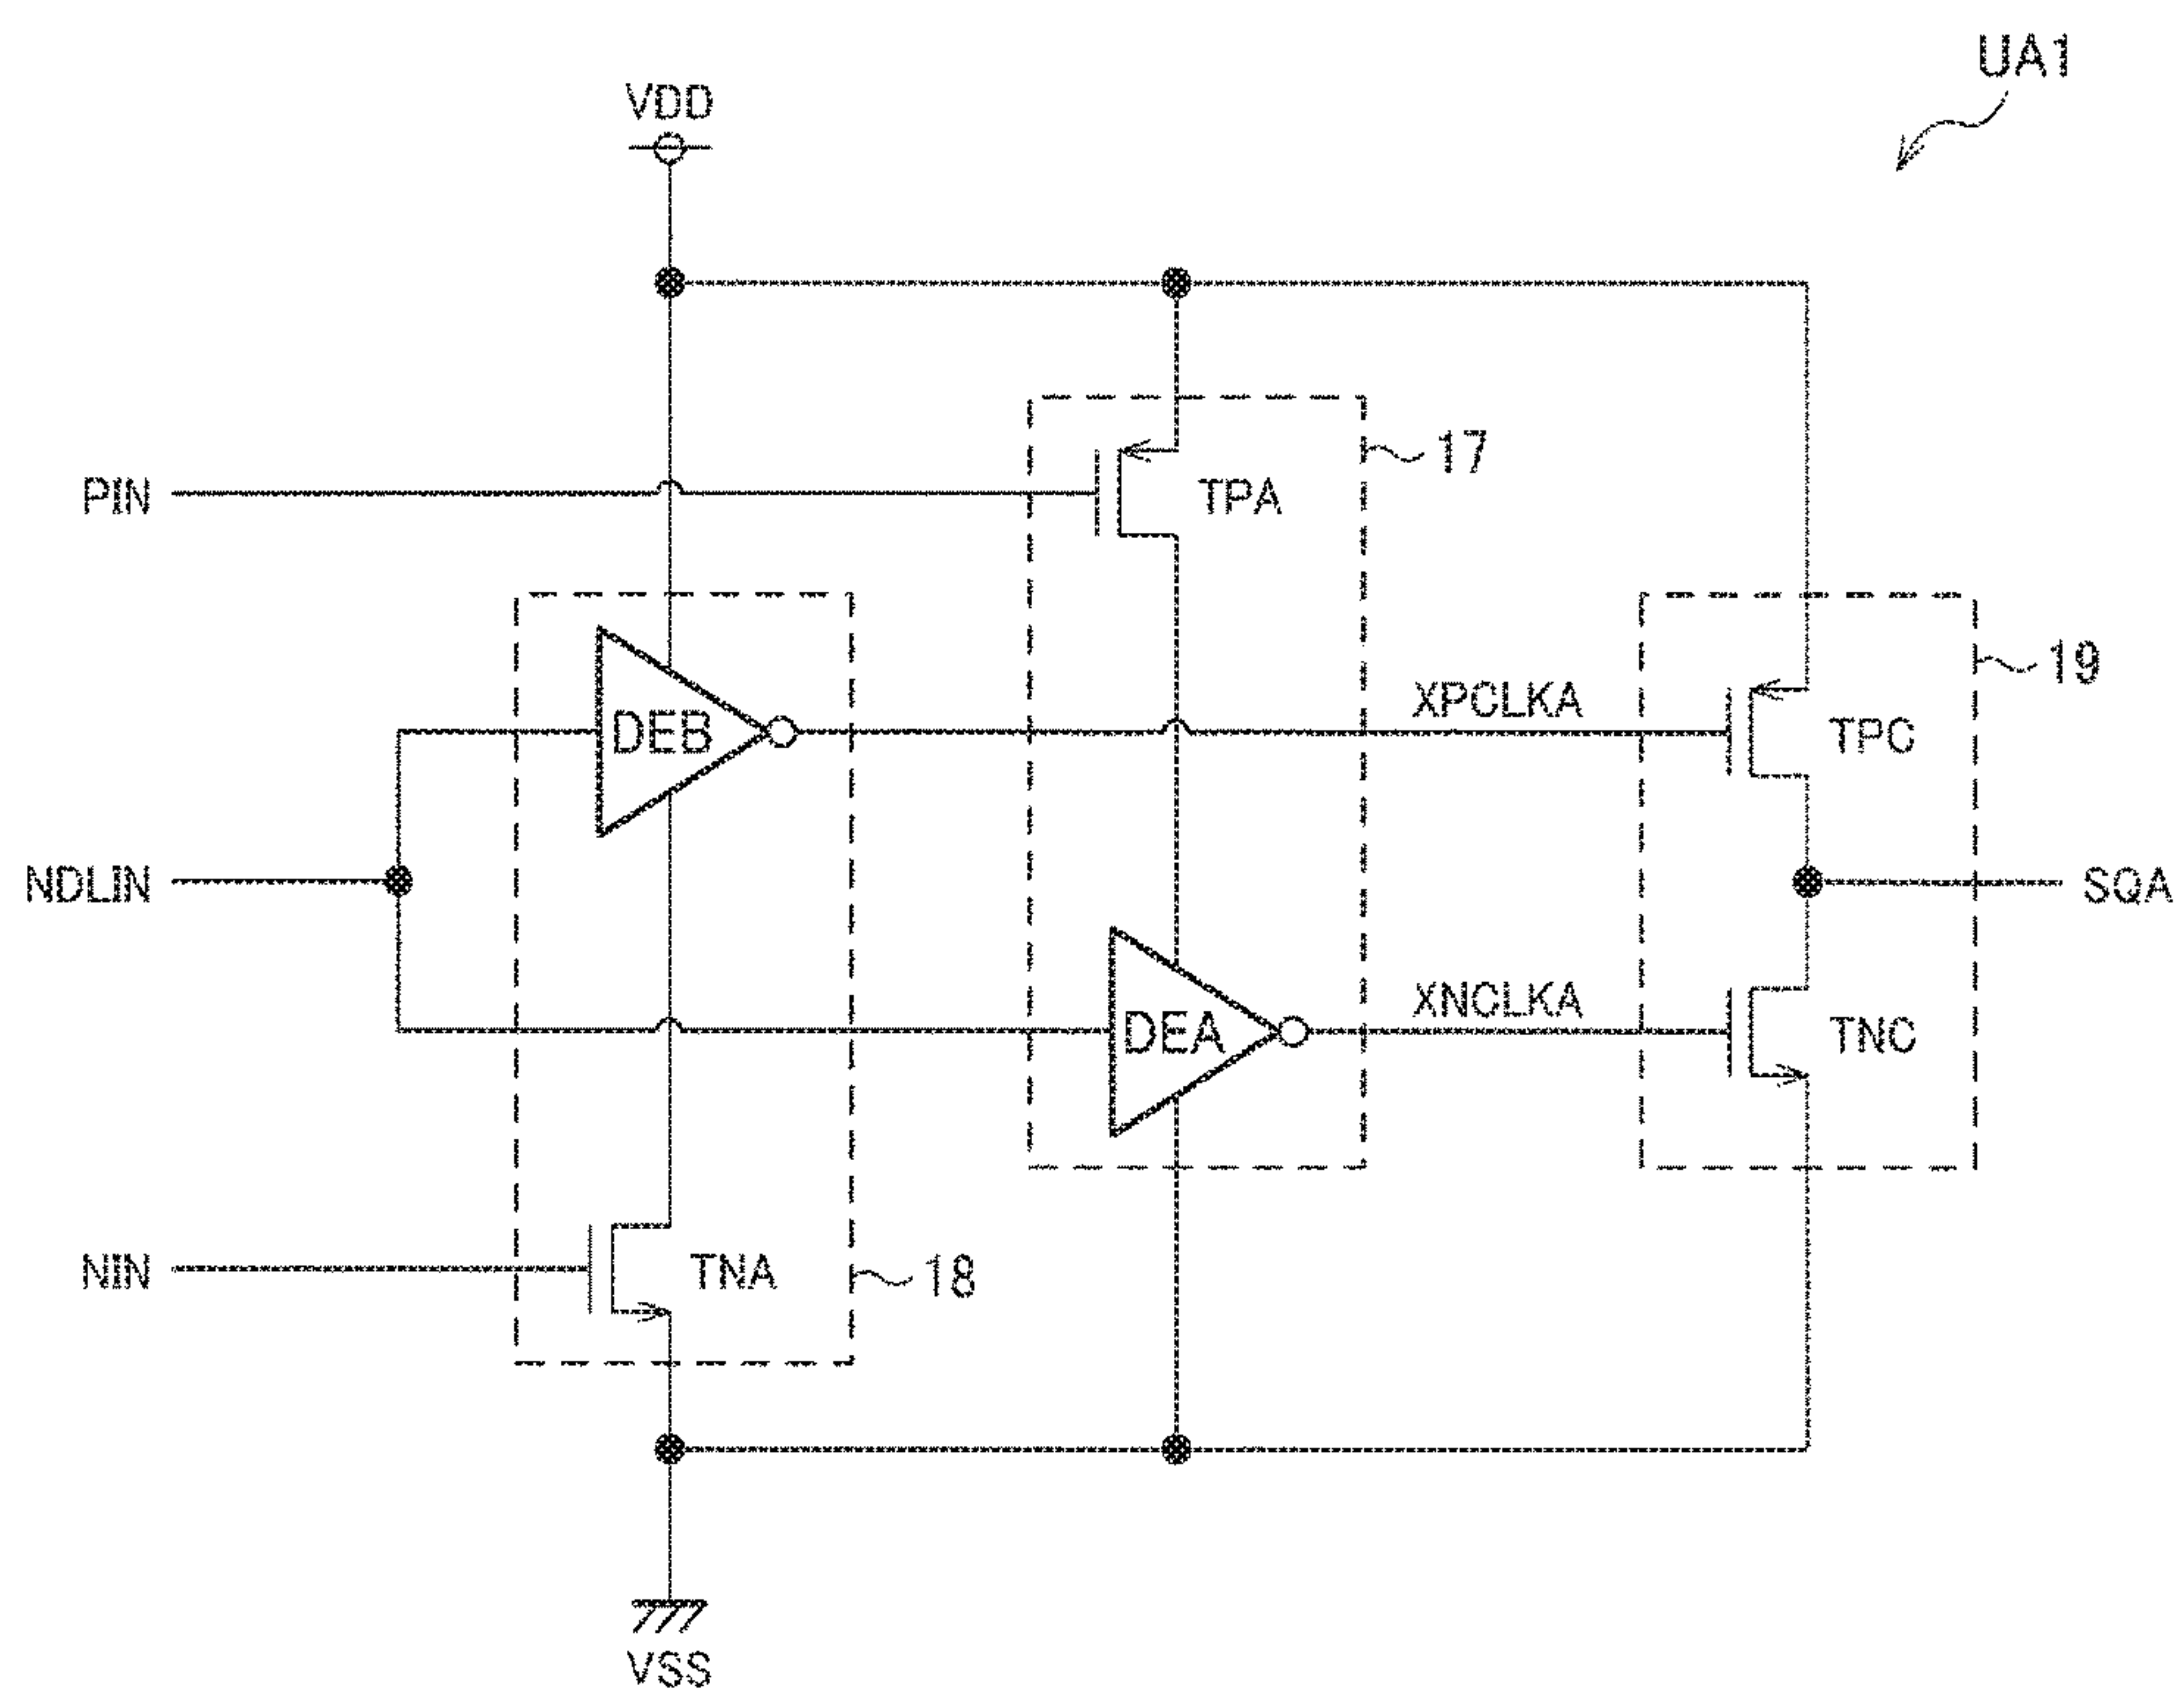 UA1
VDD
17
PIN
TPA
19
XPCLKA
DEB
TPC
NDLIN
SQA
XNCLKA
DEA
TNC
NIN
TNA
18
VSS